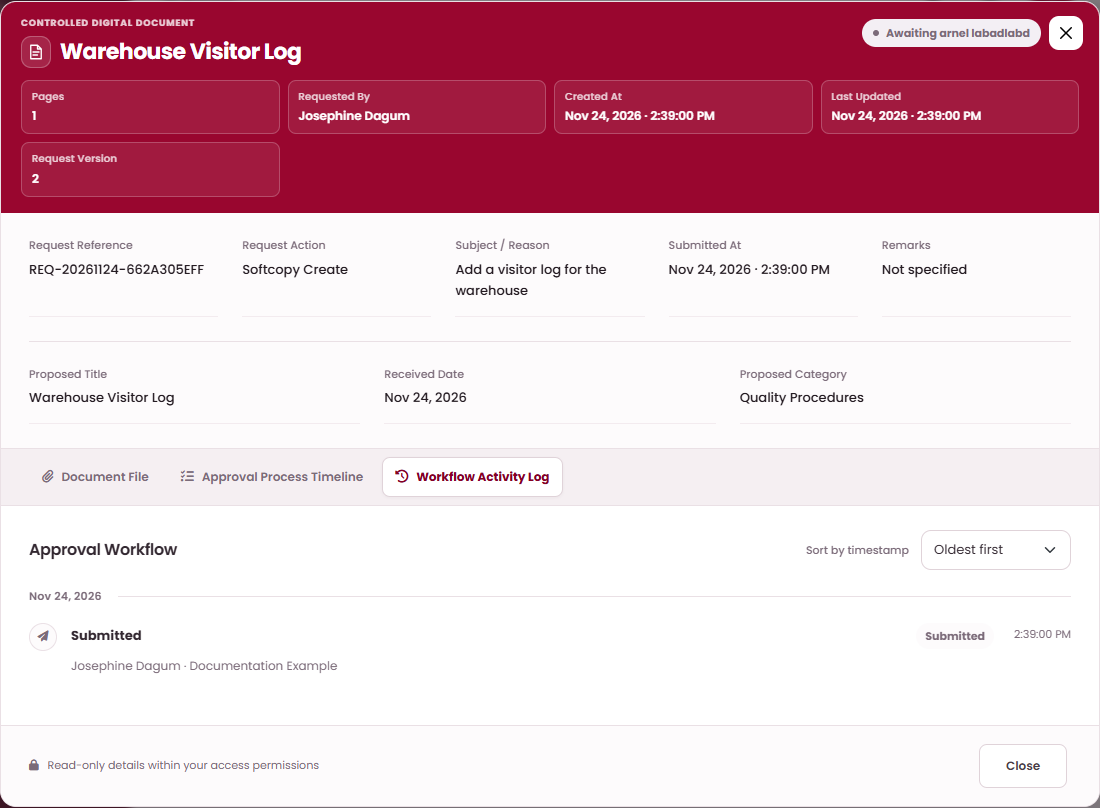 CONTROLLED DIGITAL DOCUMENT
Warehouse Visitor Log
Awaiting arnel labadlabd
Pages
1
Requested By
Josephine Dagum
Created At
Nov 24, 2026 · 2:39:00 PM
Last Updated
Nov 24, 2026 · 2:39:00 PM
Request Version
2
Request Reference
REQ-20261124-662A305EFF
Request Action
Softcopy Create
Subject / Reason
Add a visitor log for the
warehouse
Submitted At
Nov 24, 2026 · 2:39:00 PM
Remarks
Not specified
Proposed Title
Warehouse Visitor Log
Received Date
Nov 24, 2026
Proposed Category
Quality Procedures
Document File
Approval Process Timeline
Workflow Activity Log
Approval Workflow
Sort by timestamp
Oldest first
Nov 24, 2026
Submitted
Submitted
2:39:00 PM
Josephine Dagum · Documentation Example
Read-only details within your access permissions
Close